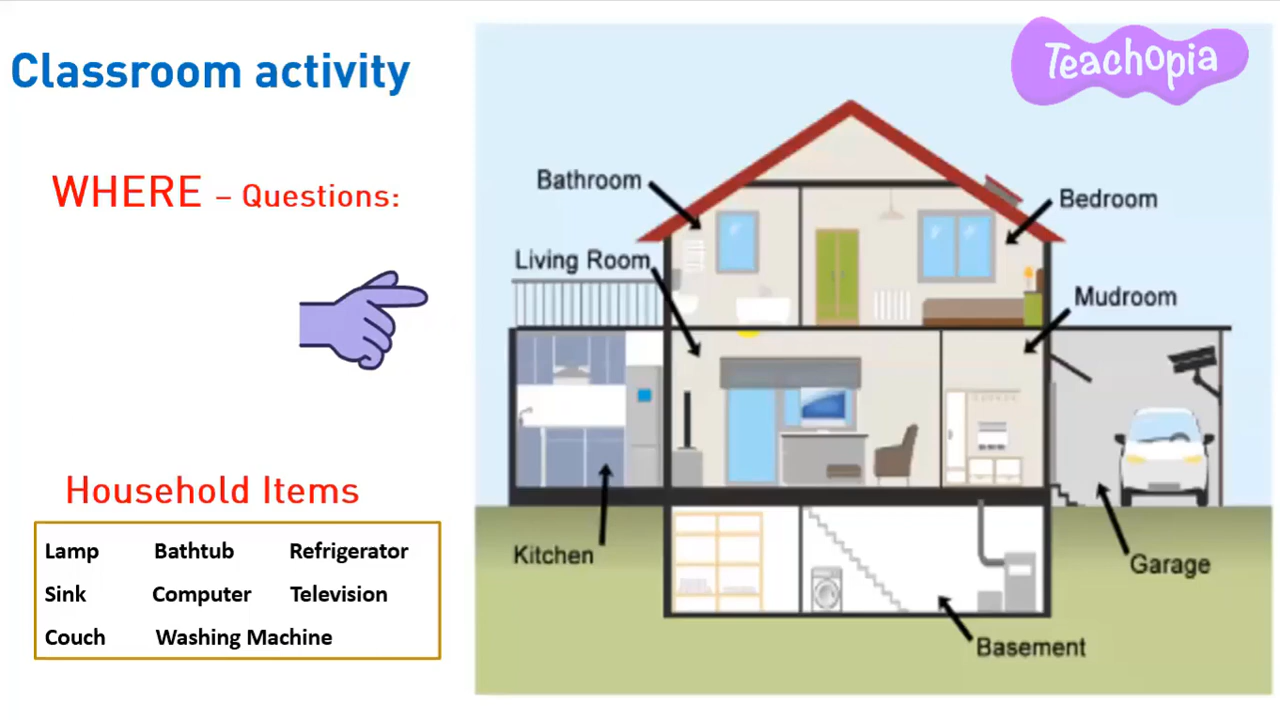 Classroom activity
Teachopia
WHERE – Questions:
Bathroom
Bedroom
Living Room
Mudroom
Kitchen
Garage
Basement
Household Items
Lamp Bathtub Refrigerator
Sink Computer Television
Couch Washing Machine